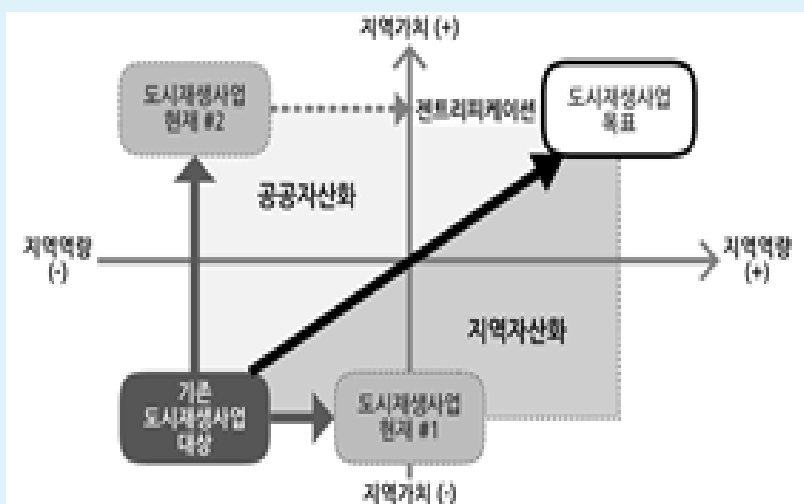 지역가치 (+)
도시재생사업
현재 #2
젠트리피케이션
도시재생사업
목표
공공자산화
지역역량
(-)
지역역량
(+)
지역자산화
기존
도시재생사업
대상
도시재생사업
현재 #1
지역가치 (-)